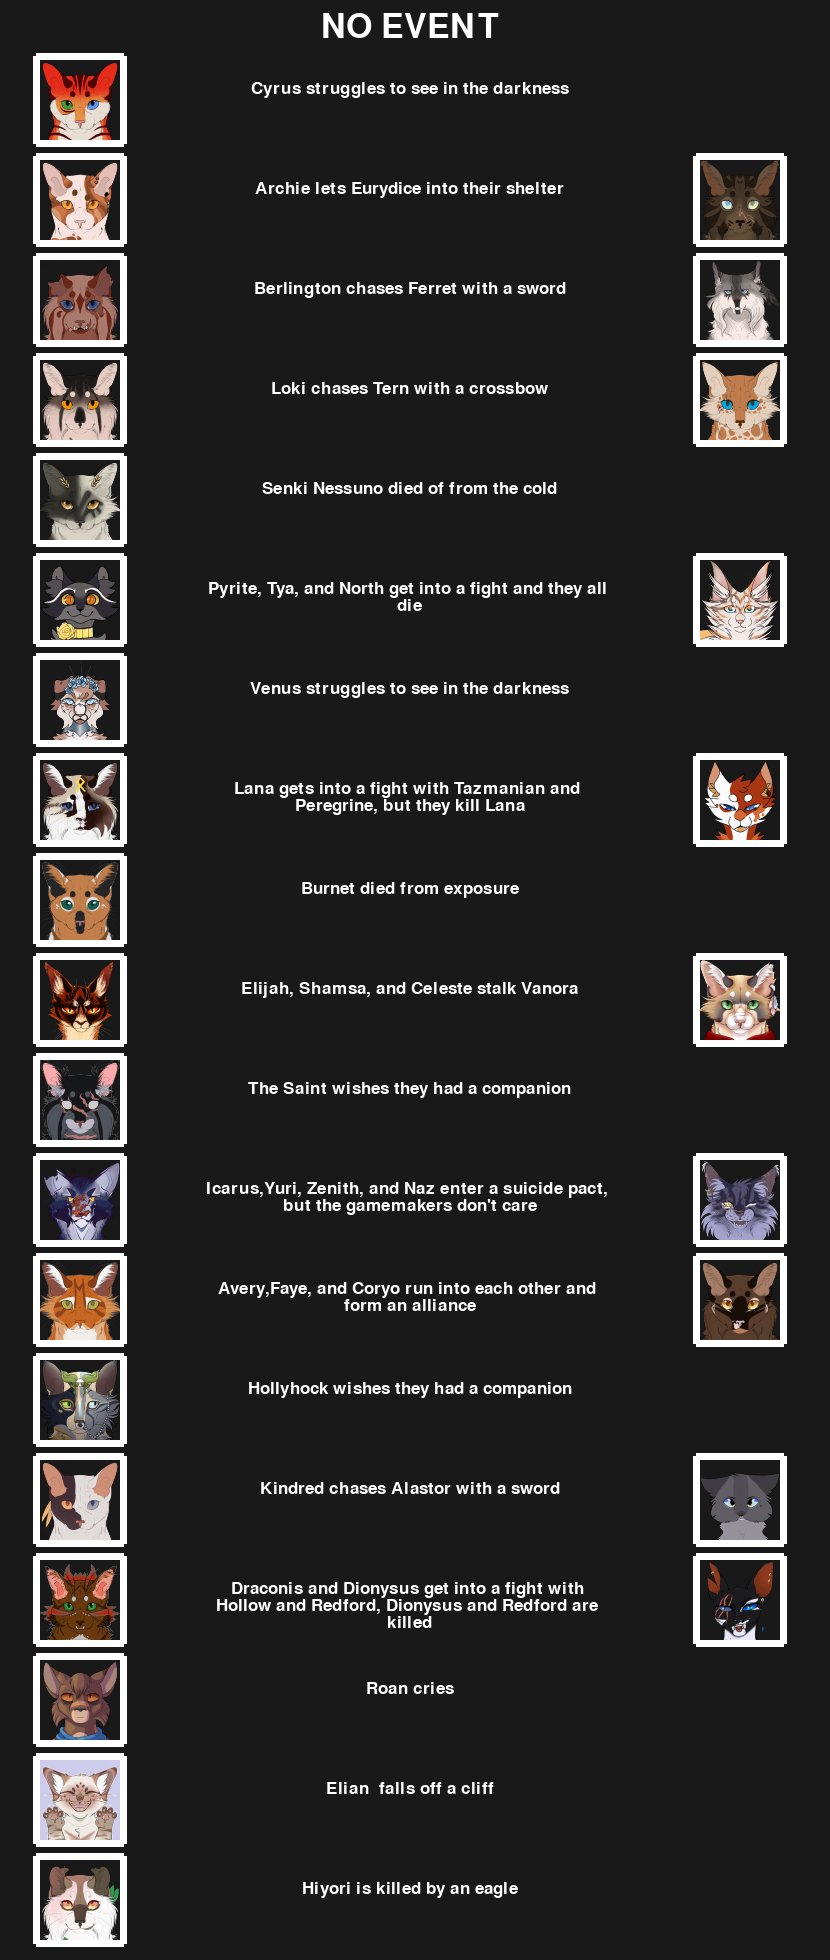 NO EVENT
Cyrus struggles to see in the darkness
Archie lets Eurydice into their shelter
Berlington chases Ferret with a sword
Loki chases Tern with a crossbow
Senki Nessuno died of from the cold
Pyrite, Tya, and North get into a fight and they all
die
Venus struggles to see in the darkness
Lana gets into a fight with Tazmanian and
Peregrine, but they kill Lana
Burnet died from exposure
Elijah, Shamsa, and Celeste stalk Vanora
The Saint wishes they had a companion
Icarus,Yuri, Zenith, and Naz enter a suicide pact,
but the gamemakers don't care
Avery,Faye, and Coryo run into each other and
form an alliance
Hollyhock wishes they had a companion
Kindred chases Alastor with a sword
Draconis and Dionysus get into a fight with
Hollow and Redford, Dionysus and Redford are
killed
Roan cries
Elian  falls off a cliff
Hiyori is killed by an eagle